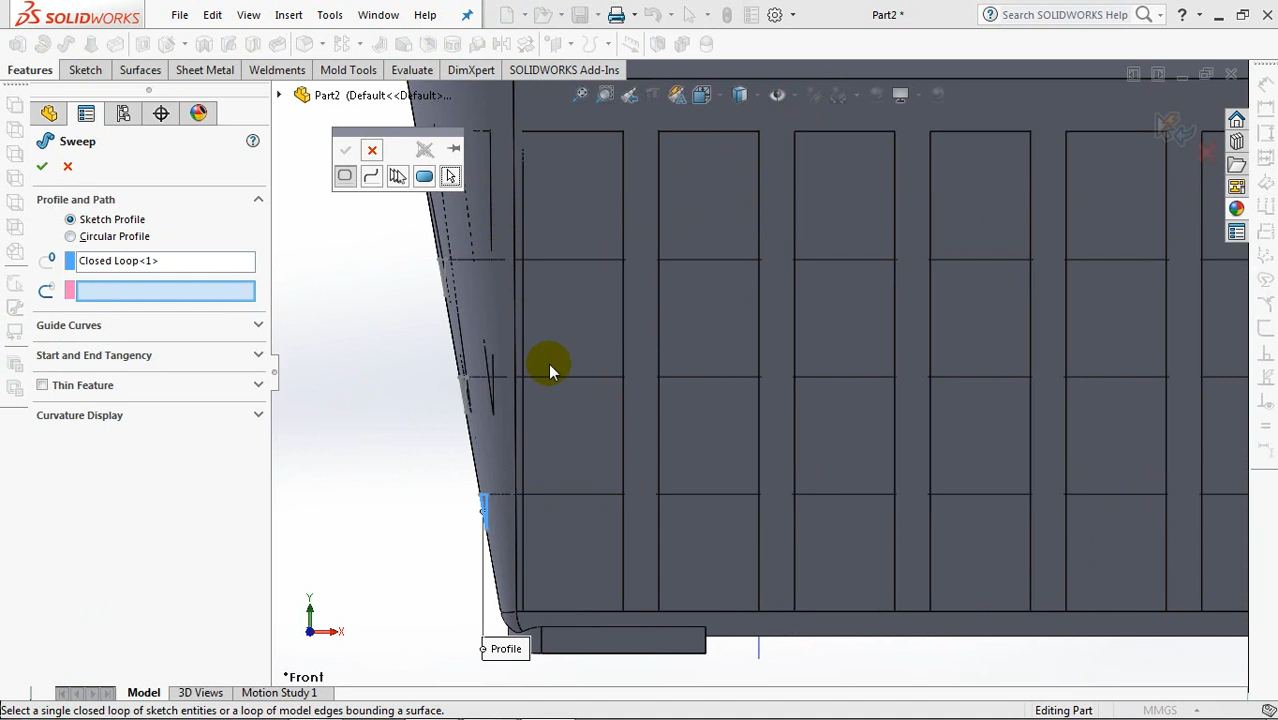 SOLIDWORKS File Edit View Insert Tools Window Help Part2 * Search SOLIDWORKS Help ?
Features Sketch Surfaces Sheet Metal Weldments Mold Tools Evaluate DimXpert SOLIDWORKS Add-Ins
Part2 (Default<<Default>...
Sweep
Profile and Path
Sketch Profile
Circular Profile
Closed Loop<1>
Guide Curves
Start and End Tangency
Thin Feature
Curvature Display
Y
X
Profile
*Front
Model 3D Views Motion Study 1
Select a single closed loop of sketch entities or a loop of model edges bounding a surface. Editing Part MMGS